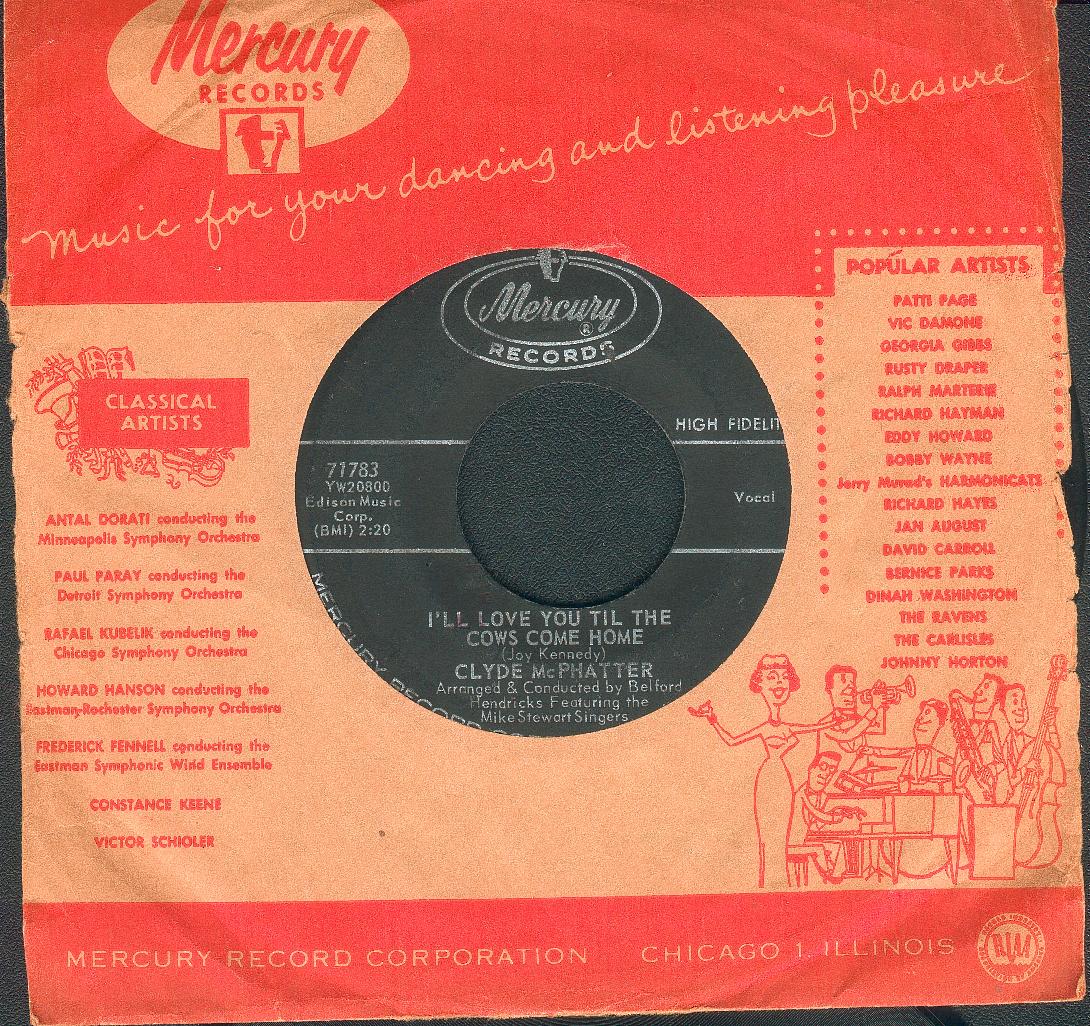 Mercury
RECORDS
Music for your dancing and listening pleasure
POPULAR ARTISTS
PATTI PAGE
VIC DAMONE
GEORGIA GIBBS
RUSTY DRAPER
RALPH MARTERIE
RICHARD HAYMAN
EDDY HOWARD
BOBBY WAYNE
Jerry Murad's HARMONICATS
RICHARD HAYES
JAN AUGUST
DAVID CARROLL
BERNICE PARKS
DINAH WASHINGTON
THE RAVENS
THE CARLISLES
JOHNNY HORTON
CLASSICAL
ARTISTS
ANTAL DORATI conducting the
Minneapolis Symphony Orchestra
PAUL PARAY conducting the
Detroit Symphony Orchestra
RAFAEL KUBELIK conducting the
Chicago Symphony Orchestra
HOWARD HANSON conducting the
Eastman-Rochester Symphony Orchestra
FREDERICK FENNELL conducting the
Eastman Symphonic Wind Ensemble
CONSTANCE KEENE
VICTOR SCHIOLER
Mercury
®
RECORDS
HIGH FIDELIT
71783
YW20800
Edison Music
Corp.
(BMI) 2:20
Vocal
I'LL LOVE YOU TIL THE
COWS COME HOME
(Joy Kennedy)
CLYDE McPHATTER
Arranged & Conducted by Belford
Hendricks Featuring the
Mike Stewart Singers
MERCURY RECORD
MERCURY RECORD CORPORATION CHICAGO 1, ILLINOIS